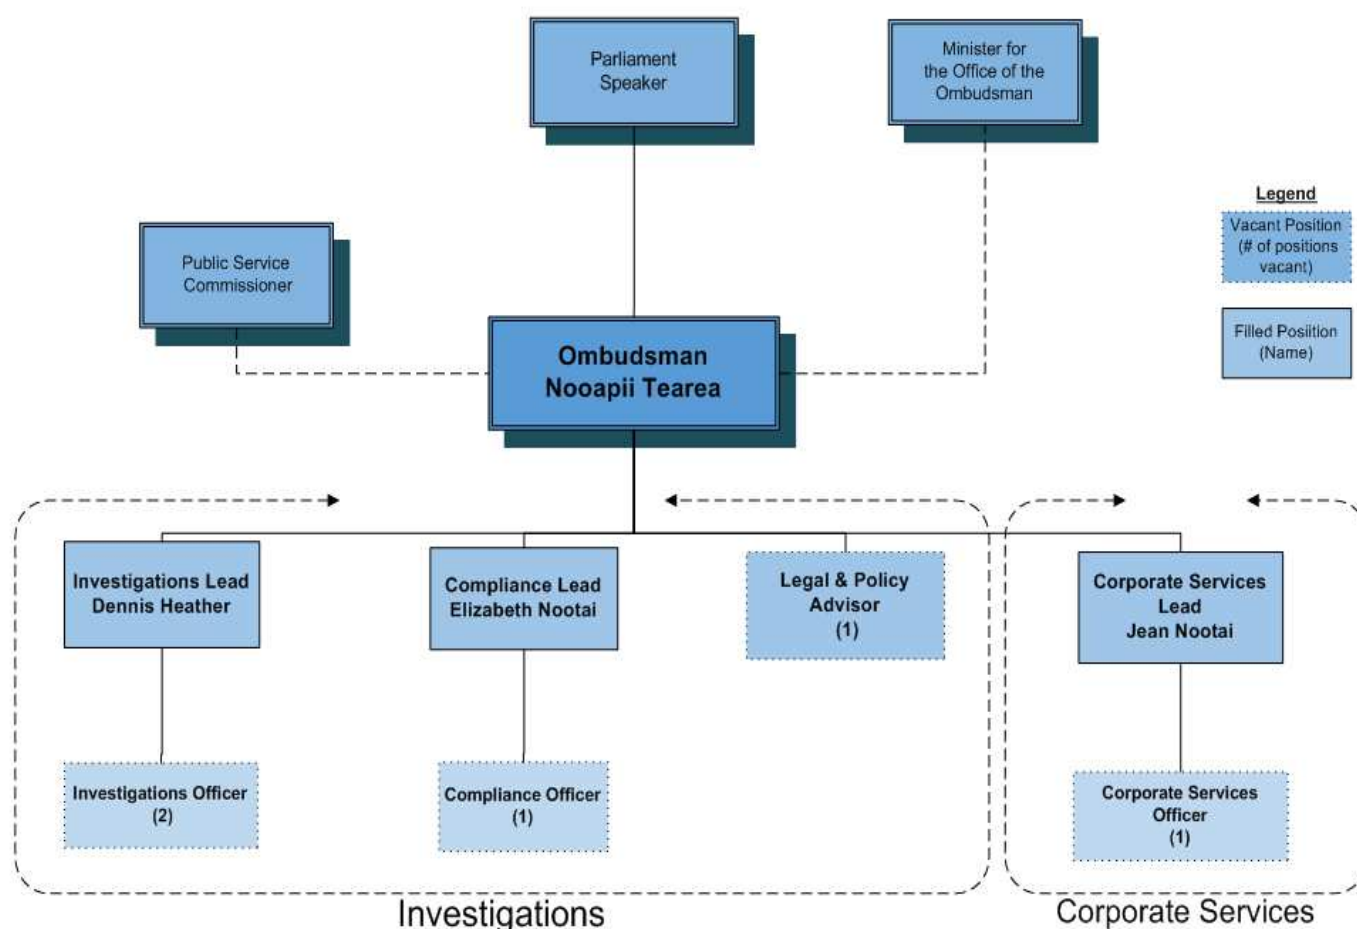 Parliament
Speaker
Minister for
the Office of the
Ombudsman
Legend
Vacant Position
(# of positions
vacant)
Filled Posiition
(Name)
Public Service
Commissioner
Ombudsman
Nooapii Tearea
Investigations Lead
Dennis Heather
Compliance Lead
Elizabeth Nootai
Legal & Policy
Advisor
(1)
Corporate Services
Lead
Jean Nootai
Investigations Officer
(2)
Compliance Officer
(1)
Corporate Services
Officer
(1)
Investigations
Corporate Services